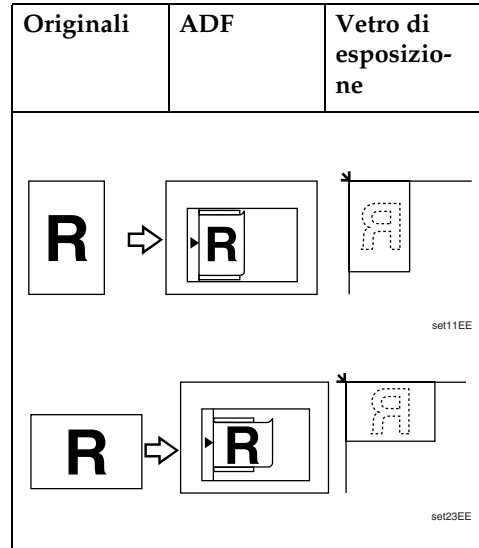 Originali ADF Vetro di
esposizio-
ne
R R Я
set11EE
R R Я
set23EE